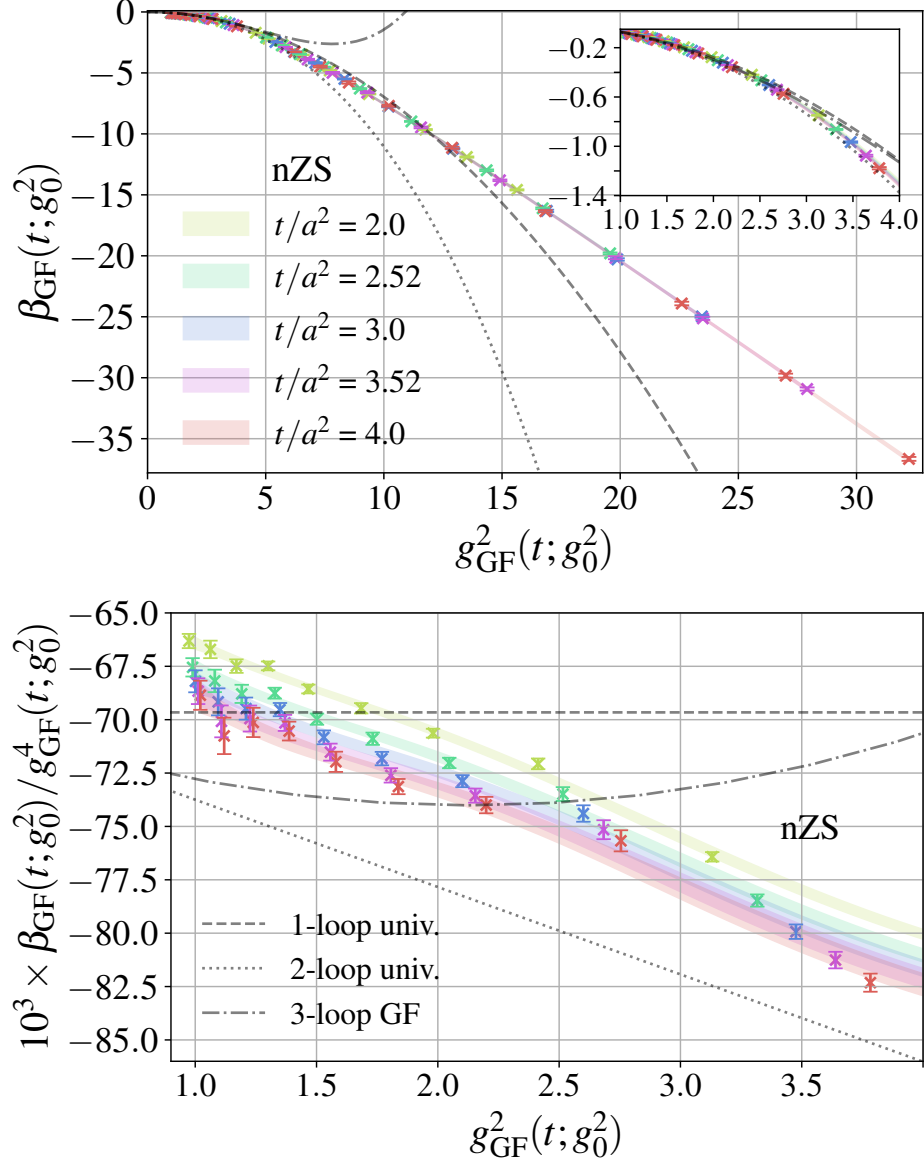 0
−5
−10
−15
−20
−25
−30
−35
β_GF(t; g_0^2)
nZS
t/a^2 = 2.0
t/a^2 = 2.52
t/a^2 = 3.0
t/a^2 = 3.52
t/a^2 = 4.0
−0.2
−0.6
−1.0
−1.4
1.0 1.5 2.0 2.5 3.0 3.5 4.0
0 5 10 15 20 25 30
g_GF^2(t; g_0^2)
−65.0
−67.5
−70.0
−72.5
−75.0
−77.5
−80.0
−82.5
−85.0
10^3 × β_GF(t; g_0^2)/g_GF^4(t; g_0^2)
nZS
1-loop univ.
2-loop univ.
3-loop GF
1.0 1.5 2.0 2.5 3.0 3.5
g_GF^2(t; g_0^2)